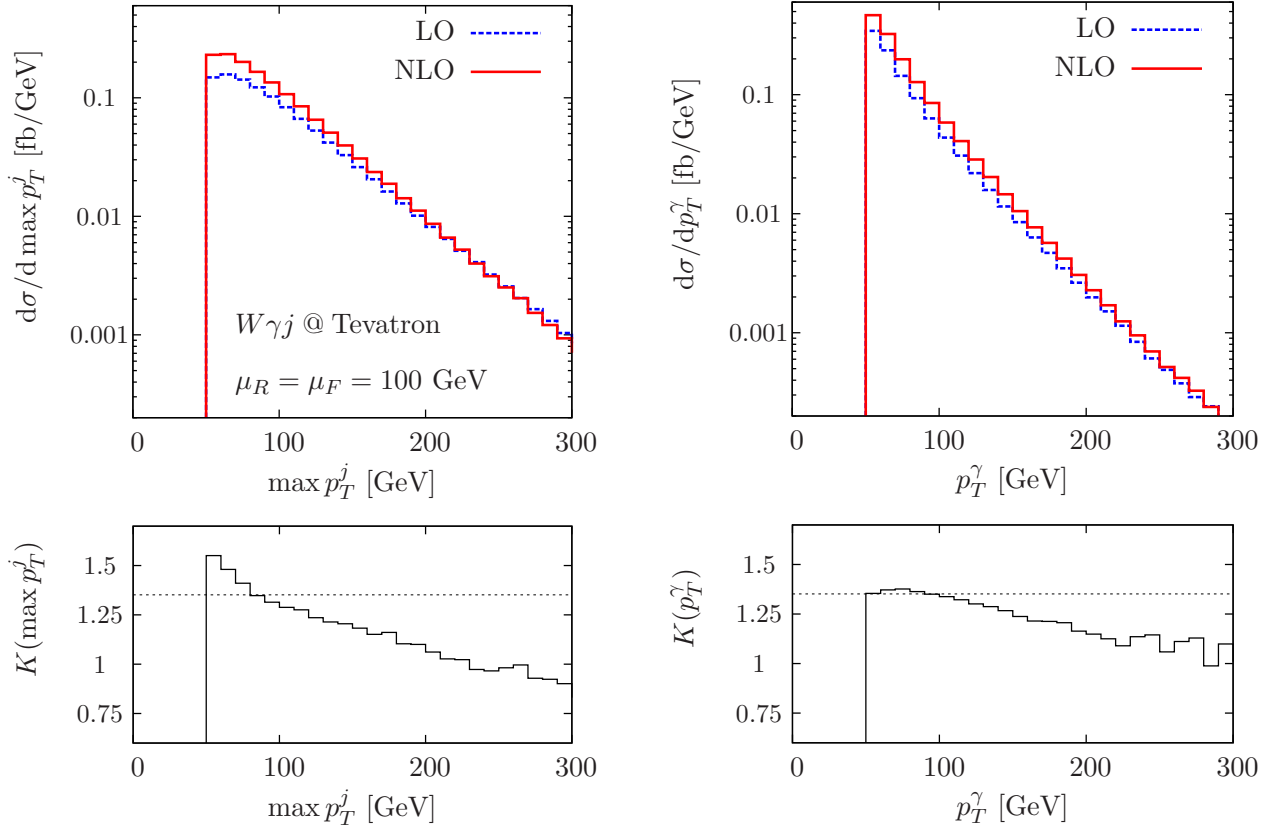 LO
NLO
dσ/d max p_T^j [fb/GeV]
0.1
0.01
0.001
Wγj @ Tevatron
μ_R = μ_F = 100 GeV
0 100 200 300
max p_T^j [GeV]
LO
NLO
dσ/dp_T^γ [fb/GeV]
0.1
0.01
0.001
0 100 200 300
p_T^γ [GeV]
K(max p_T^j)
1.5
1.25
1
0.75
0 100 200 300
max p_T^j [GeV]
K(p_T^γ)
1.5
1.25
1
0.75
0 100 200 300
p_T^γ [GeV]